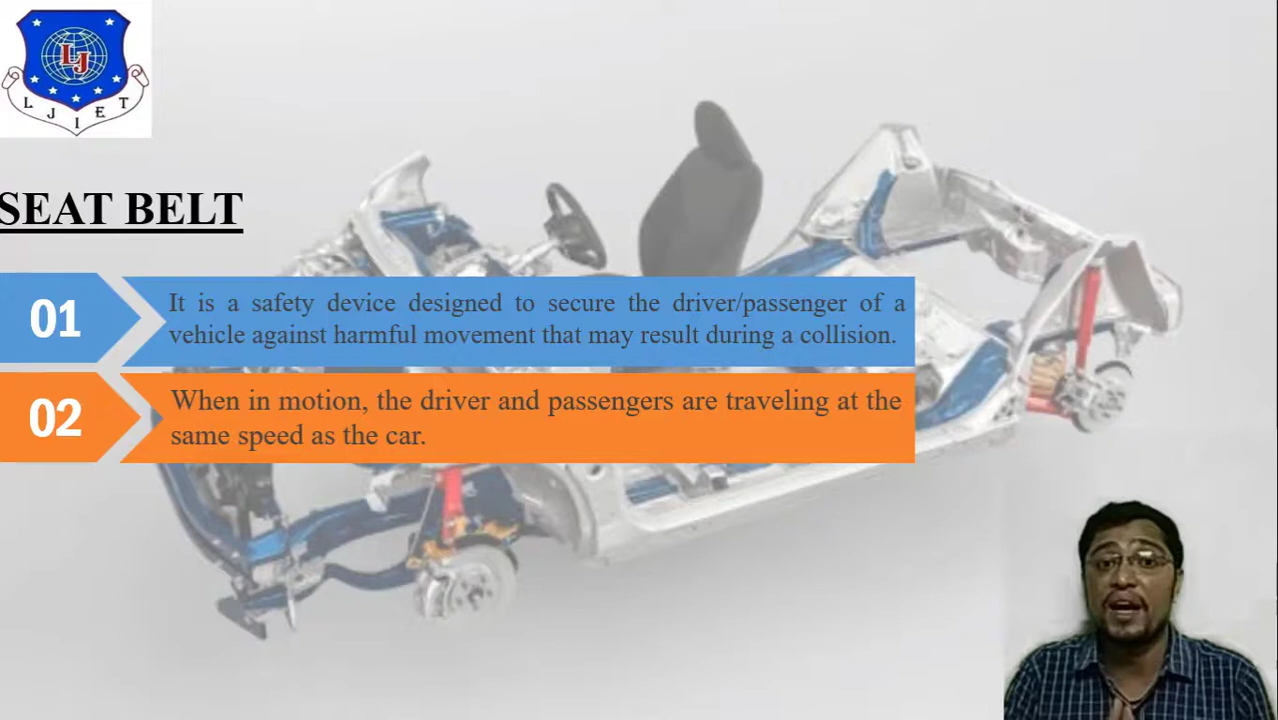 LJ
LJIET
SEAT BELT
01
It is a safety device designed to secure the driver/passenger of a
vehicle against harmful movement that may result during a collision.
02
When in motion, the driver and passengers are traveling at the
same speed as the car.